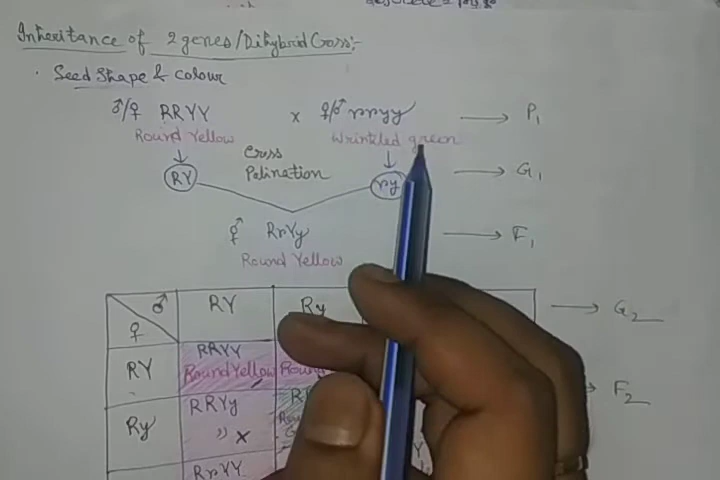 Inheritance of 2 genes/Dihybrid Cross:-
· Seed Shape & colour
♂/♀ RRYY x ♀/♂ rryy → P1
Round Yellow Wrinkled green
RY Cross Polination ry → G1
♀♂ RrYy → F1
Round Yellow
♂ ♀ RY Ry → G2
RY RRYY Round Yellow → F2
Ry RRYy " x
RrYY